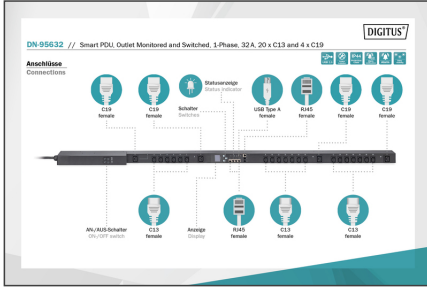 DIGITUS®
DN-95632 // Smart PDU, Outlet Monitored and Switched, 1-Phase, 32 A, 20 x C13 and 4 x C19
Anschlüsse
Connections
C19
female
C19
female
Statusanzeige
Status indicator
Schalter
Switches
USB Type A
female
RJ45
female
C19
female
C19
female
AN-/AUS-Schalter
ON-/OFF switch
C13
female
Anzeige
Display
RJ45
female
C13
female
C13
female